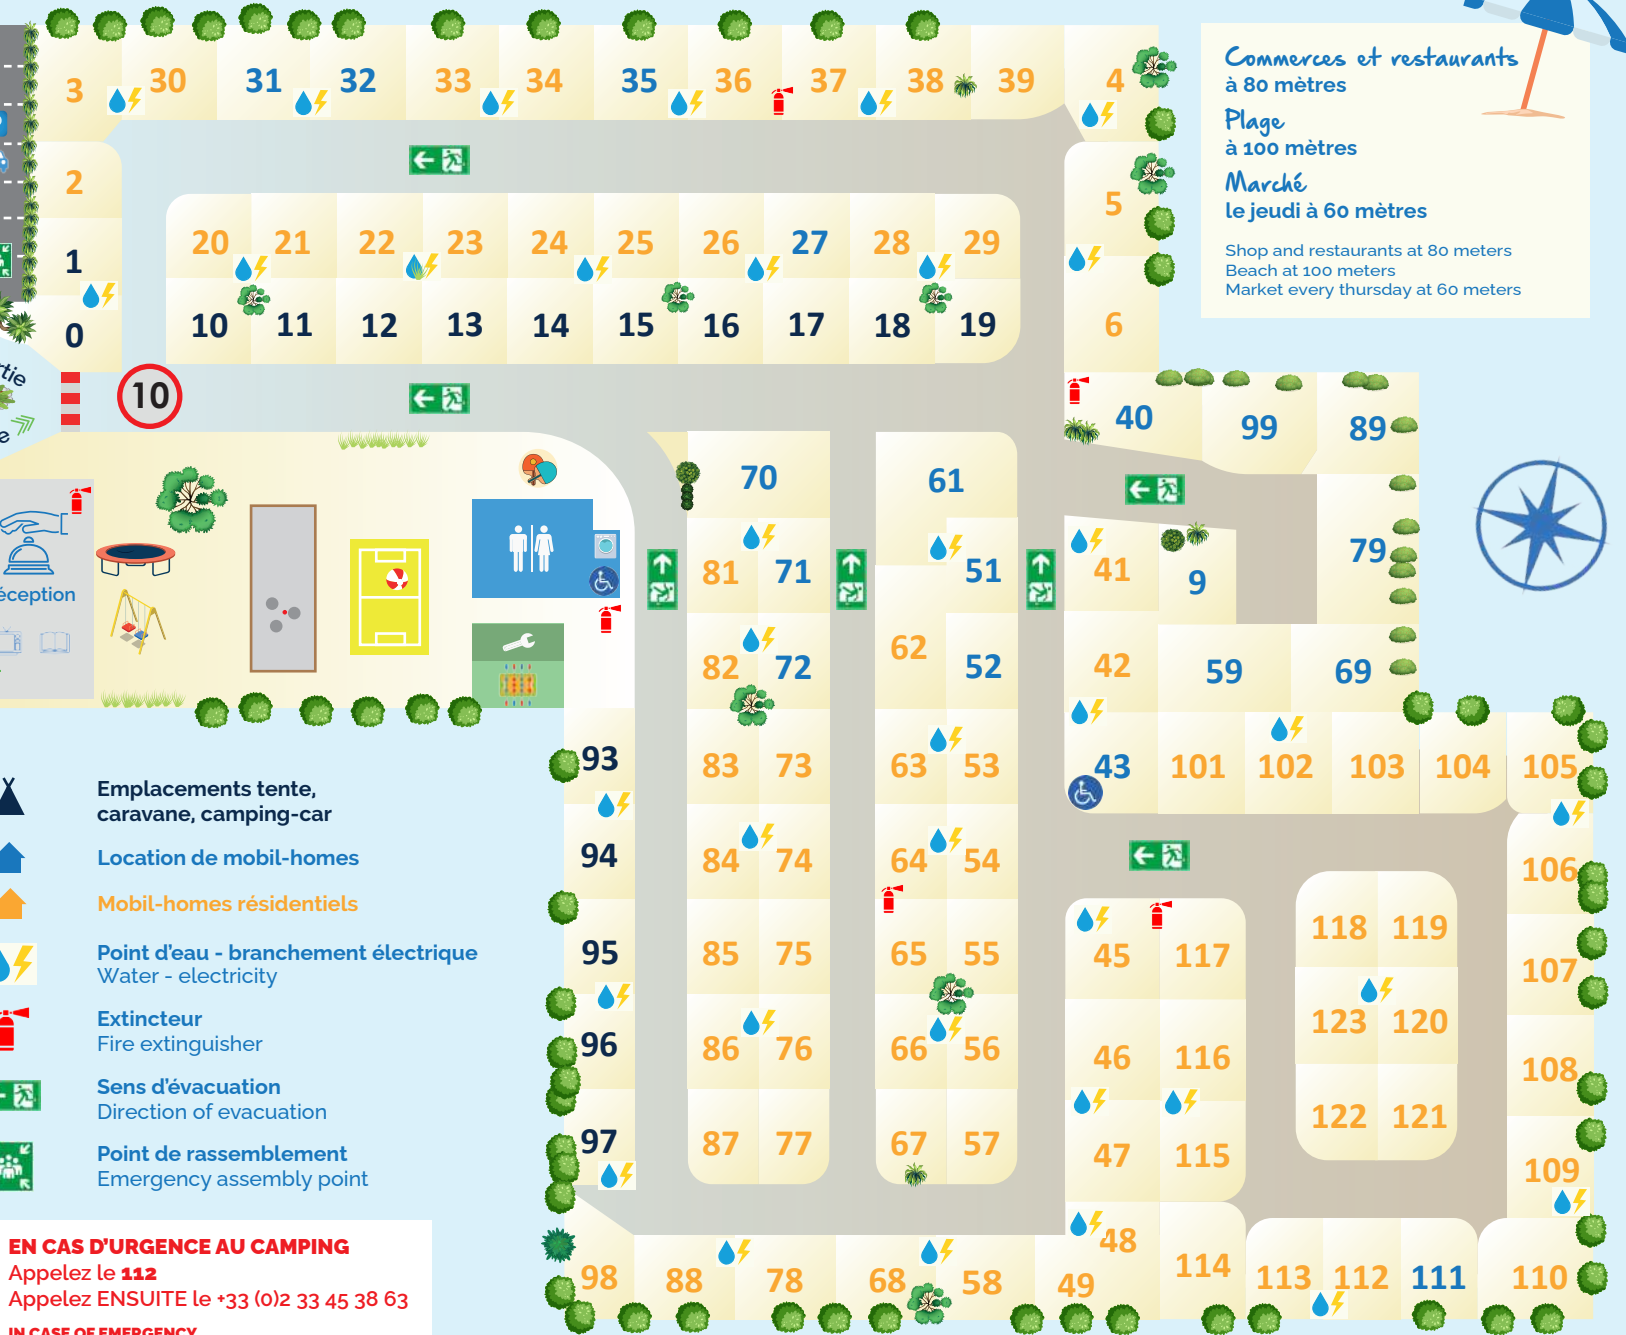 3 30 31 32 33 34 35 36 37 38 39 4
2
1
0
20 21 22 23 24 25 26 27 28 29
10 11 12 13 14 15 16 17 18 19
5
6
10
Commerces et restaurants
à 80 mètres
Plage
à 100 mètres
Marché
le jeudi à 60 mètres
Shop and restaurants at 80 meters
Beach at 100 meters
Market every thursday at 60 meters
40 99 89
70 61
81 71 51 41 9 79
82 72 62 52 42 59 69
93 83 73 63 53 43 101 102 103 104 105
94 84 74 64 54 106
95 85 75 65 55 45 117 118 119 107
96 86 76 66 56 46 116 123 120 108
97 87 77 67 57 47 115 122 121 109
98 88 78 68 58 49 48 114 113 112 111 110
Emplacements tente,
caravane, camping-car
Location de mobil-homes
Mobil-homes résidentiels
Point d'eau - branchement électrique
Water - electricity
Extincteur
Fire extinguisher
Sens d'évacuation
Direction of evacuation
Point de rassemblement
Emergency assembly point
EN CAS D'URGENCE AU CAMPING
Appelez le 112
Appelez ENSUITE le +33 (0)2 33 45 38 63
IN CASE OF EMERGENCY